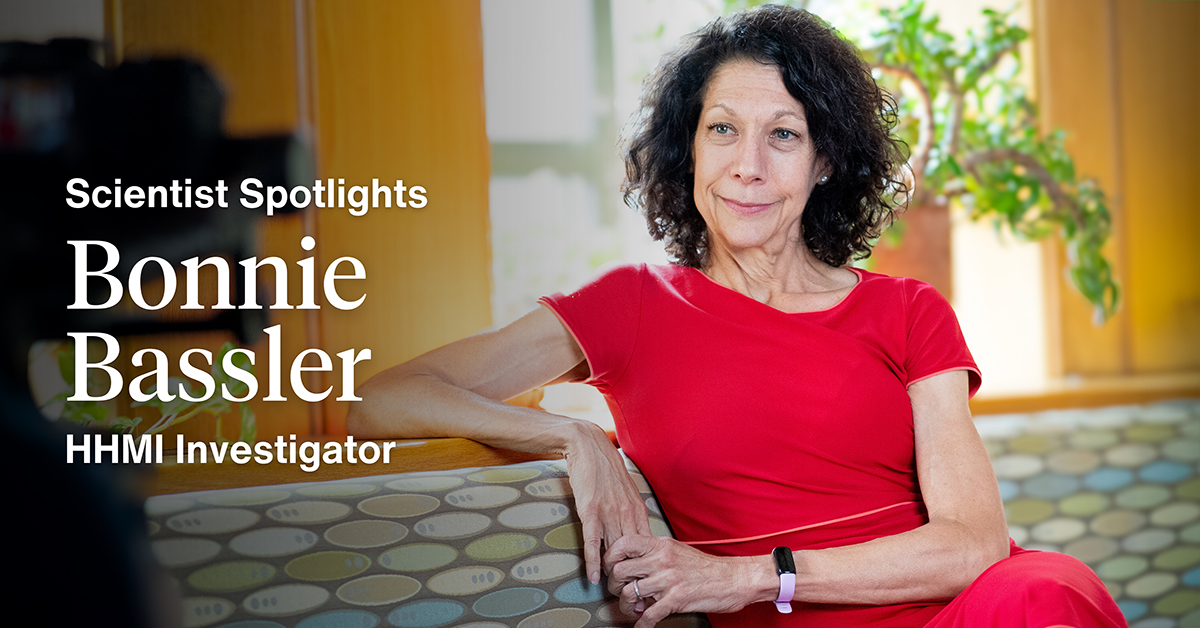 Scientist Spotlights
Bonnie
Bassler
HHMI Investigator